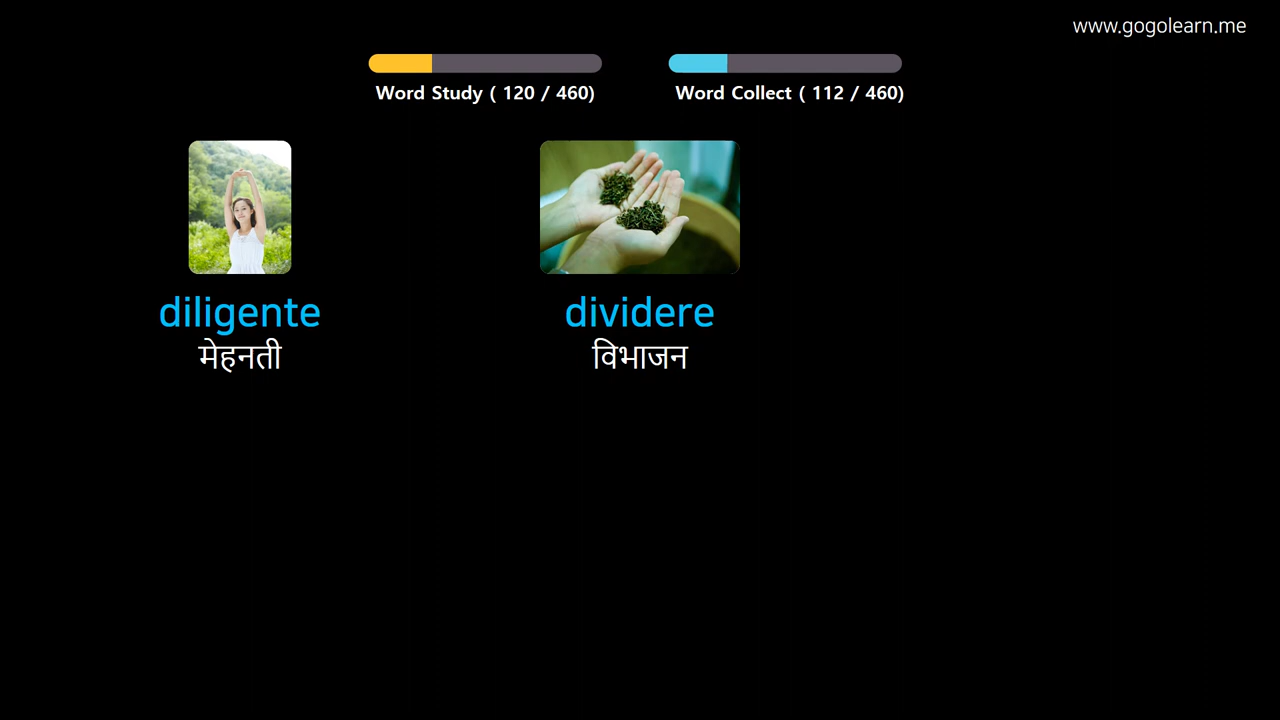 www.gogolearn.me
Word Study ( 120 / 460)
Word Collect ( 112 / 460)
diligente
मेहनती
dividere
विभाजन